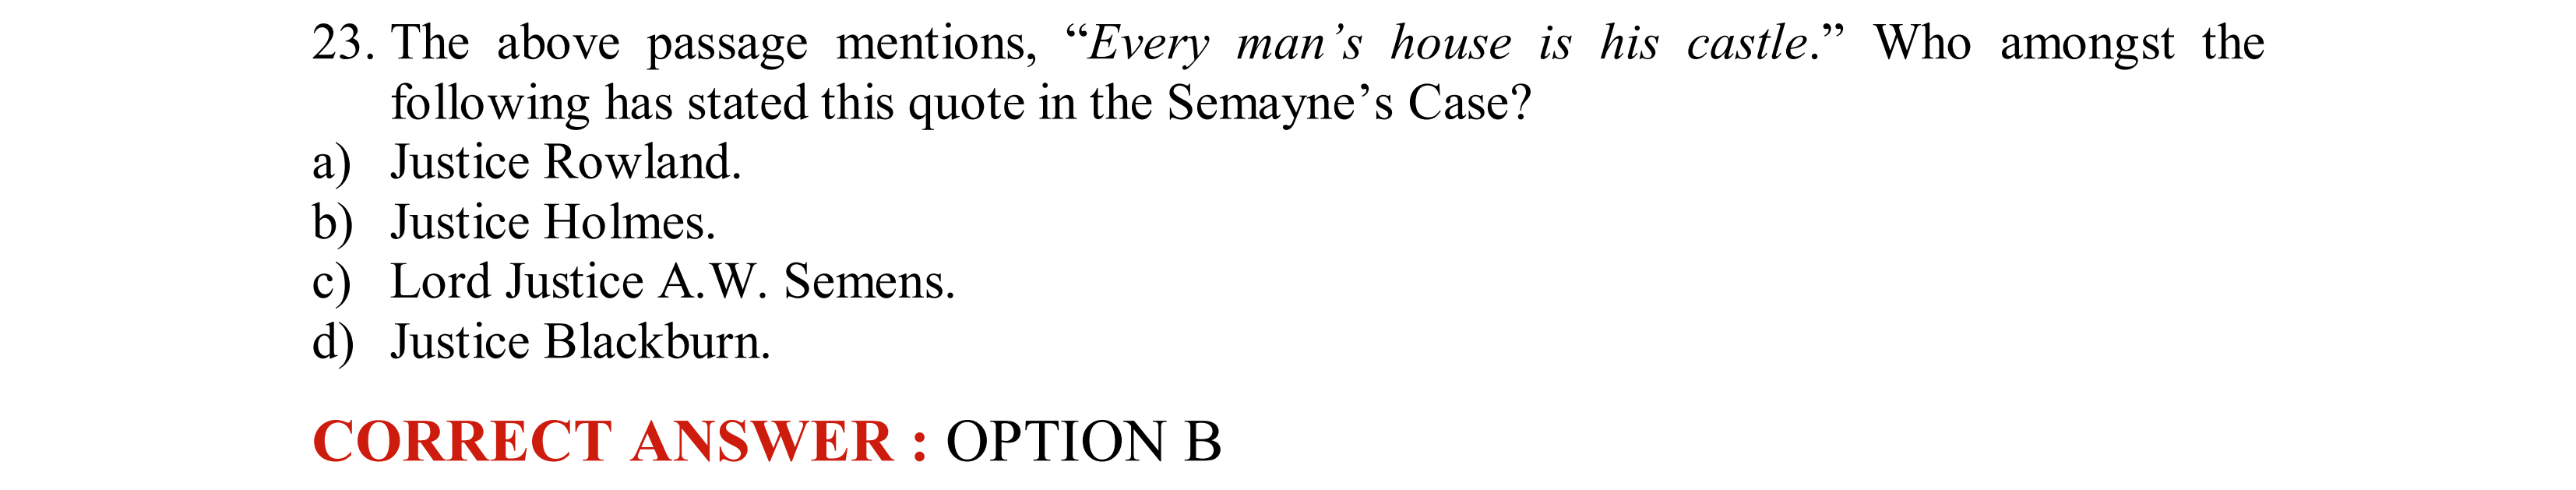 23. The above passage mentions, “Every man’s house is his castle.” Who amongst the
following has stated this quote in the Semayne’s Case?
a) Justice Rowland.
b) Justice Holmes.
c) Lord Justice A.W. Semens.
d) Justice Blackburn.
CORRECT ANSWER : OPTION B